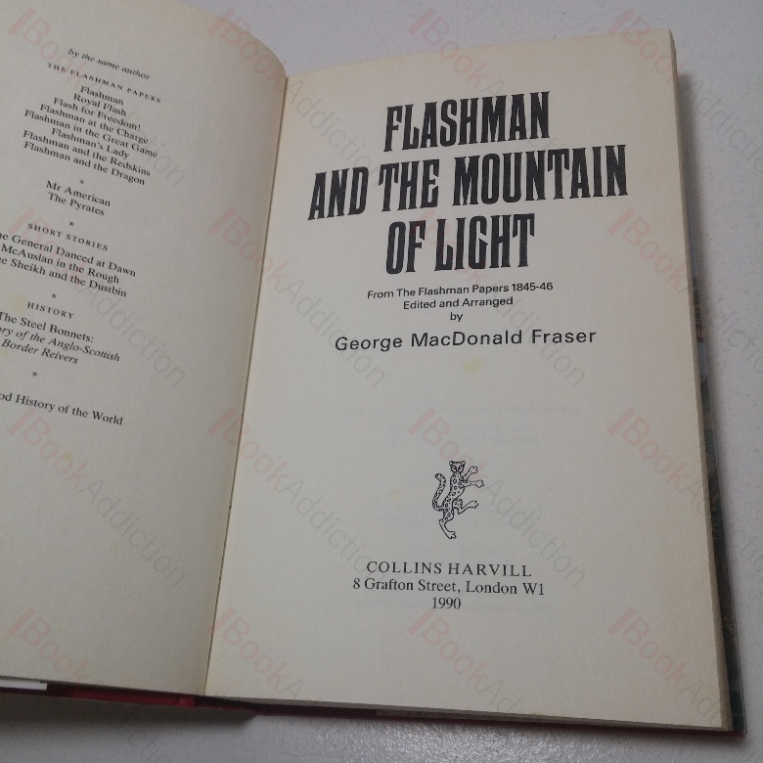 by the same author
THE FLASHMAN PAPERS
Flashman
Royal Flash
Flash for Freedom!
Flashman at the Charge
Flashman in the Great Game
Flashman's Lady
Flashman and the Redskins
Flashman and the Dragon
*
Mr American
The Pyrates
*
SHORT STORIES
General Danced at Dawn
McAuslan in the Rough
Sheikh and the Dustbin
*
HISTORY
The Steel Bonnets:
of the Anglo-Scottish
Border Reivers
*
History of the World
FLASHMAN
AND THE MOUNTAIN
OF LIGHT
From The Flashman Papers 1845-46
Edited and Arranged
by
George MacDonald Fraser
COLLINS HARVILL
8 Grafton Street, London W1
1990
BookAddiction